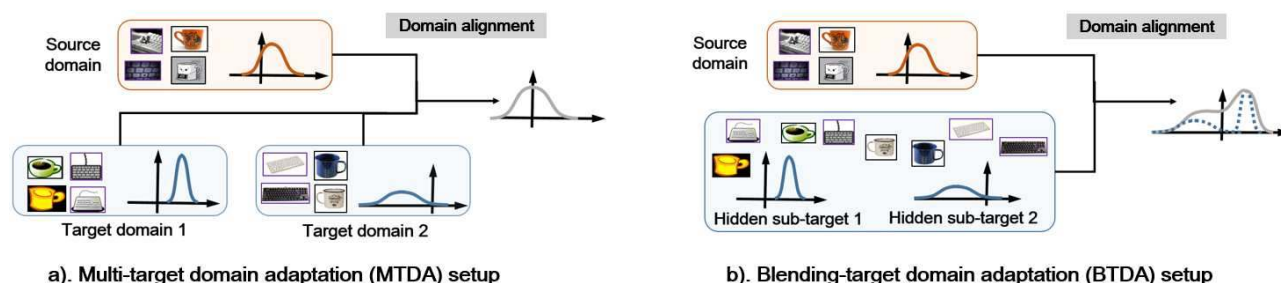 Domain alignment
Source
domain
Target domain 1
Target domain 2
a). Multi-target domain adaptation (MTDA) setup
Domain alignment
Source
domain
Hidden sub-target 1
Hidden sub-target 2
b). Blending-target domain adaptation (BTDA) setup